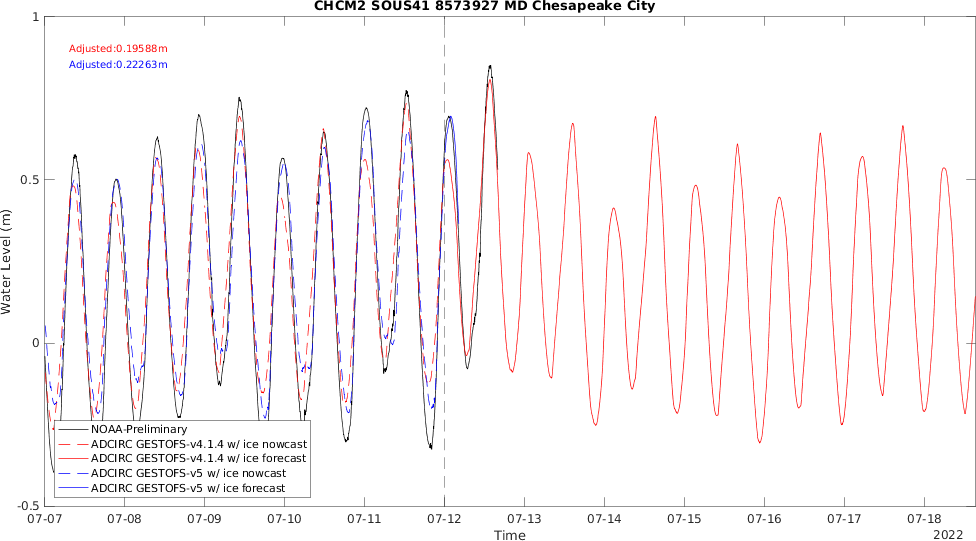 CHCM2 SOUS41 8573927 MD Chesapeake City
Adjusted:0.19588m
Adjusted:0.22263m
1
0.5
0
-0.5
Water Level (m)
NOAA-Preliminary
ADCIRC GESTOFS-v4.1.4 w/ ice nowcast
ADCIRC GESTOFS-v4.1.4 w/ ice forecast
ADCIRC GESTOFS-v5 w/ ice nowcast
ADCIRC GESTOFS-v5 w/ ice forecast
07-07 07-08 07-09 07-10 07-11 07-12 07-13 07-14 07-15 07-16 07-17 07-18
Time
2022